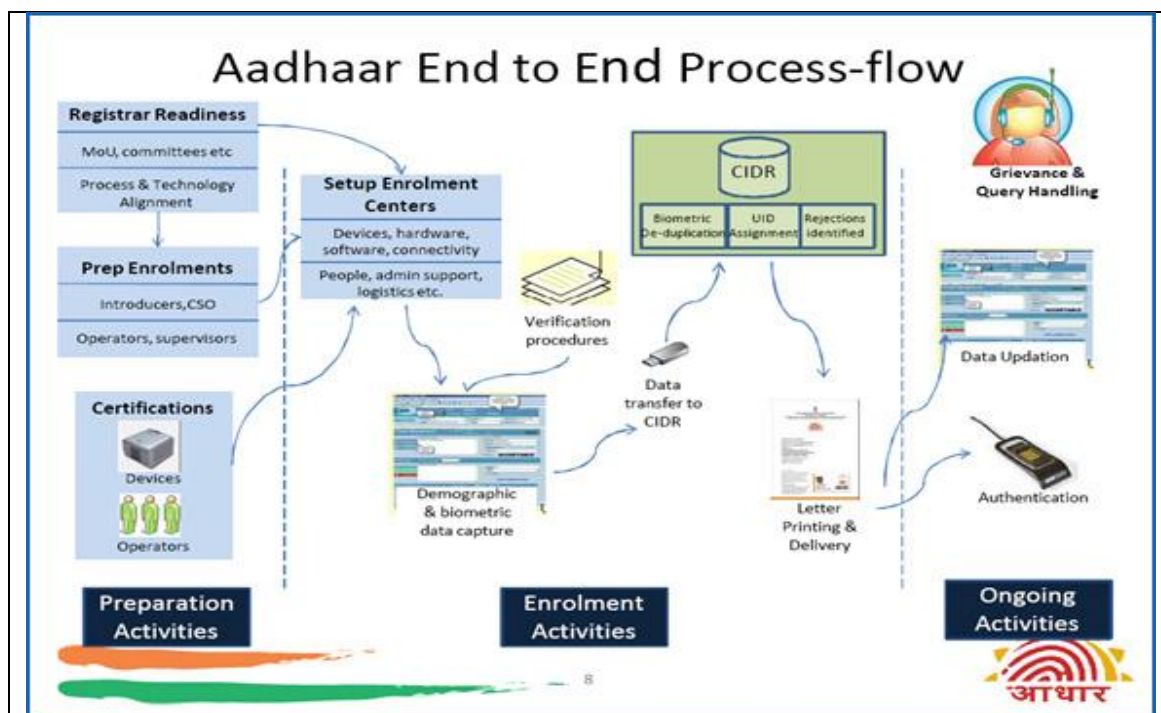 Aadhaar End to End Process-flow
Registrar Readiness
MoU, committees etc
Process & Technology
Alignment
Prep Enrolments
Introducers,CSO
Operators, supervisors
Certifications
Devices
Operators
Setup Enrolment
Centers
Devices, hardware,
software, connectivity
People, admin support,
logistics etc.
Verification
procedures
Demographic
& biometric
data capture
Data
transfer to
CIDR
CIDR
Biometric
De-duplication
UID
Assignment
Rejections
identified
Letter
Printing &
Delivery
Grievance &
Query Handling
Data Updation
Authentication
Preparation
Activities
Enrolment
Activities
Ongoing
Activities
8
आधार